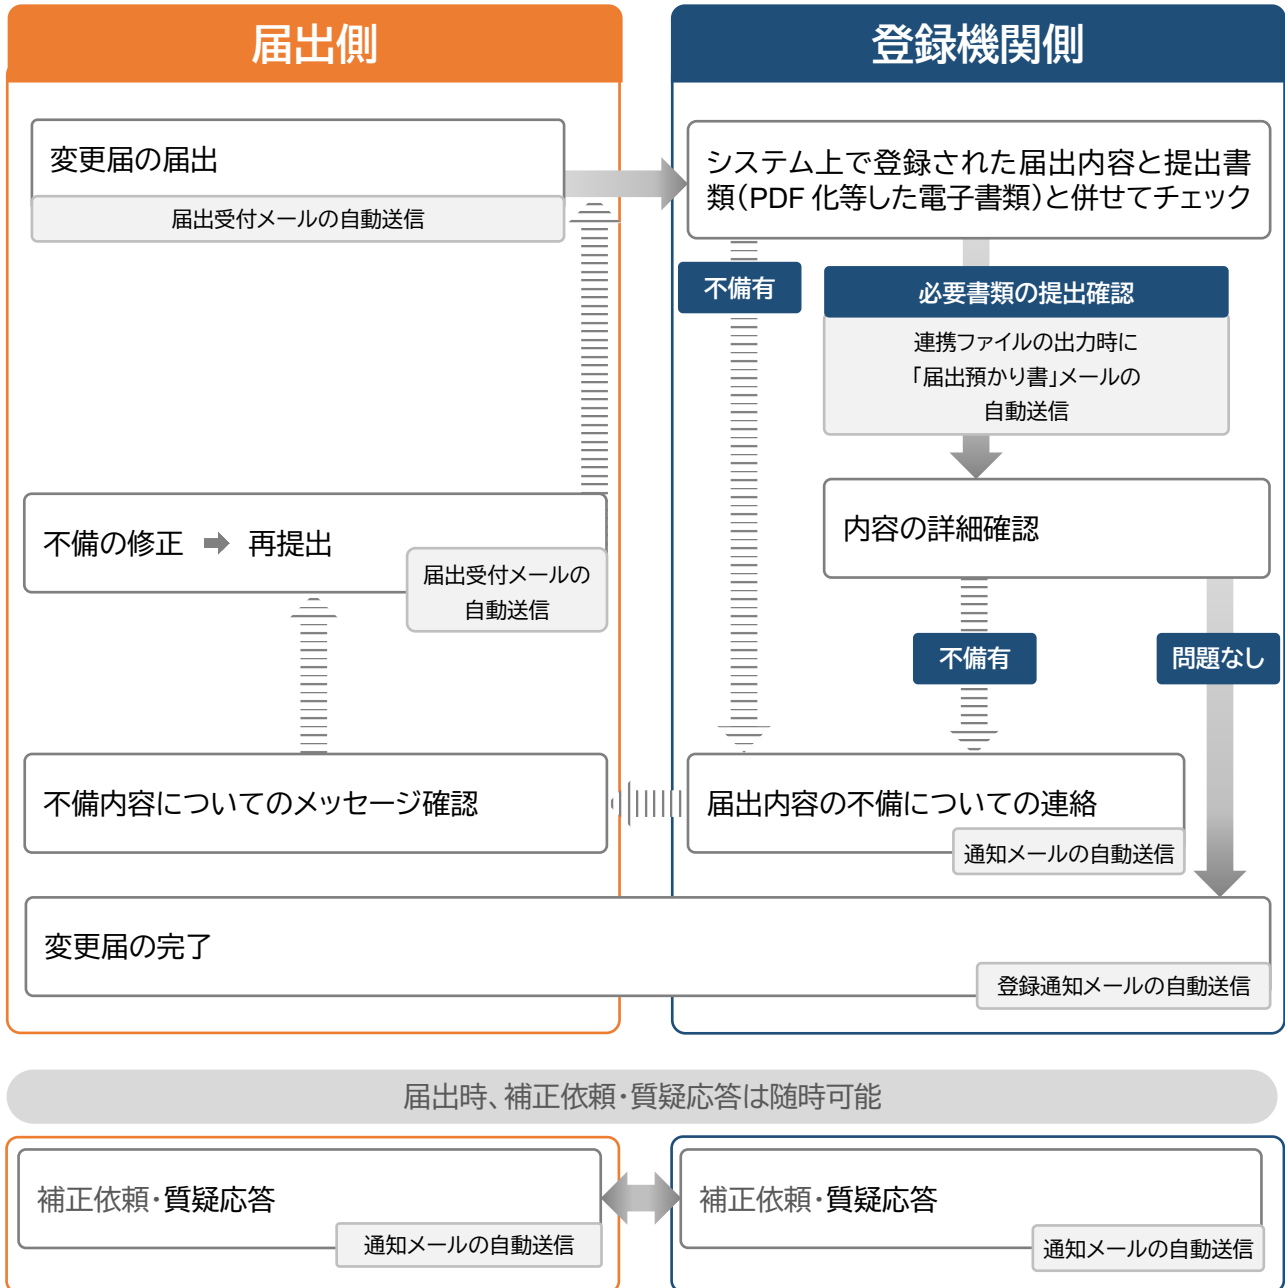 届出側
登録機関側
変更届の届出
届出受付メールの自動送信
システム上で登録された届出内容と提出書
類(PDF 化等した電子書類)と併せてチェック
不備有
必要書類の提出確認
連携ファイルの出力時に
「届出預かり書」メールの
自動送信
不備の修正 ➡ 再提出
届出受付メールの
自動送信
内容の詳細確認
不備有
問題なし
不備内容についてのメッセージ確認
届出内容の不備についての連絡
通知メールの自動送信
変更届の完了
登録通知メールの自動送信
届出時、補正依頼・質疑応答は随時可能
補正依頼・質疑応答
通知メールの自動送信
補正依頼・質疑応答
通知メールの自動送信